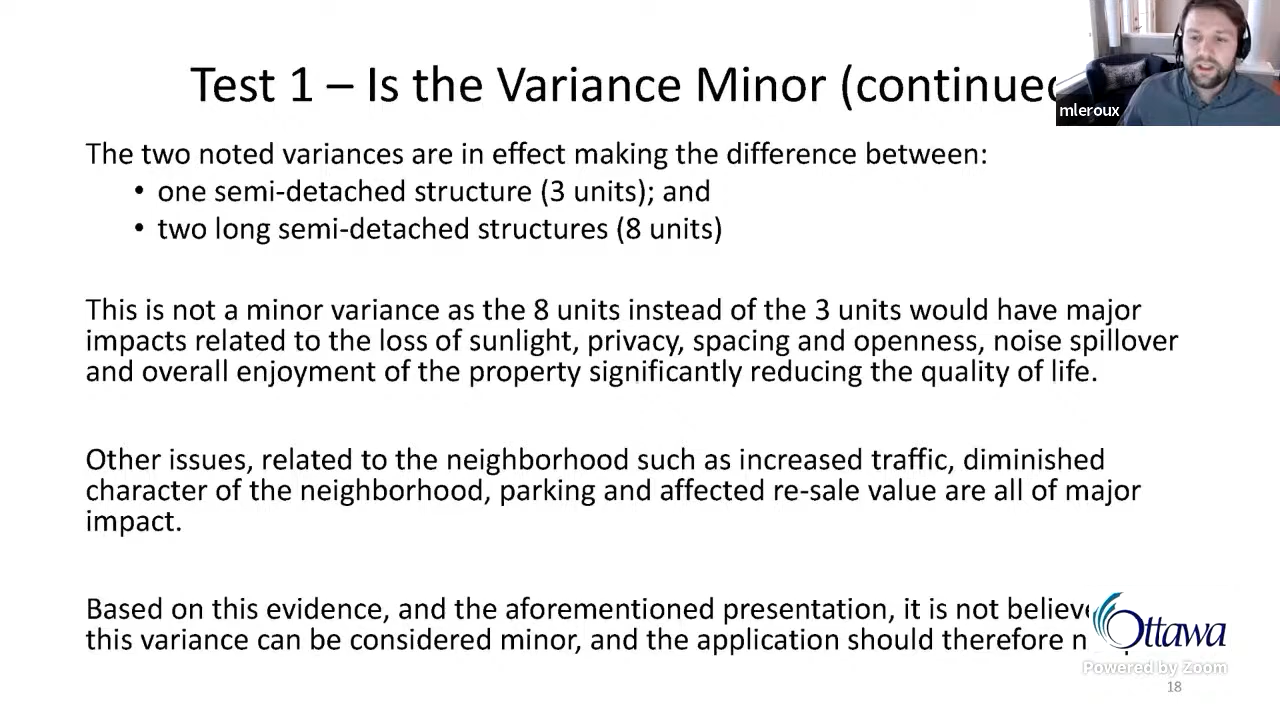 Test 1 – Is the Variance Minor (continued
mleroux
The two noted variances are in effect making the difference between:
• one semi-detached structure (3 units); and
• two long semi-detached structures (8 units)
This is not a minor variance as the 8 units instead of the 3 units would have major
impacts related to the loss of sunlight, privacy, spacing and openness, noise spillover
and overall enjoyment of the property significantly reducing the quality of life.
Other issues, related to the neighborhood such as increased traffic, diminished
character of the neighborhood, parking and affected re-sale value are all of major
impact.
Based on this evidence, and the aforementioned presentation, it is not believe
this variance can be considered minor, and the application should therefore n
Ottawa
Powered by Zoom
18